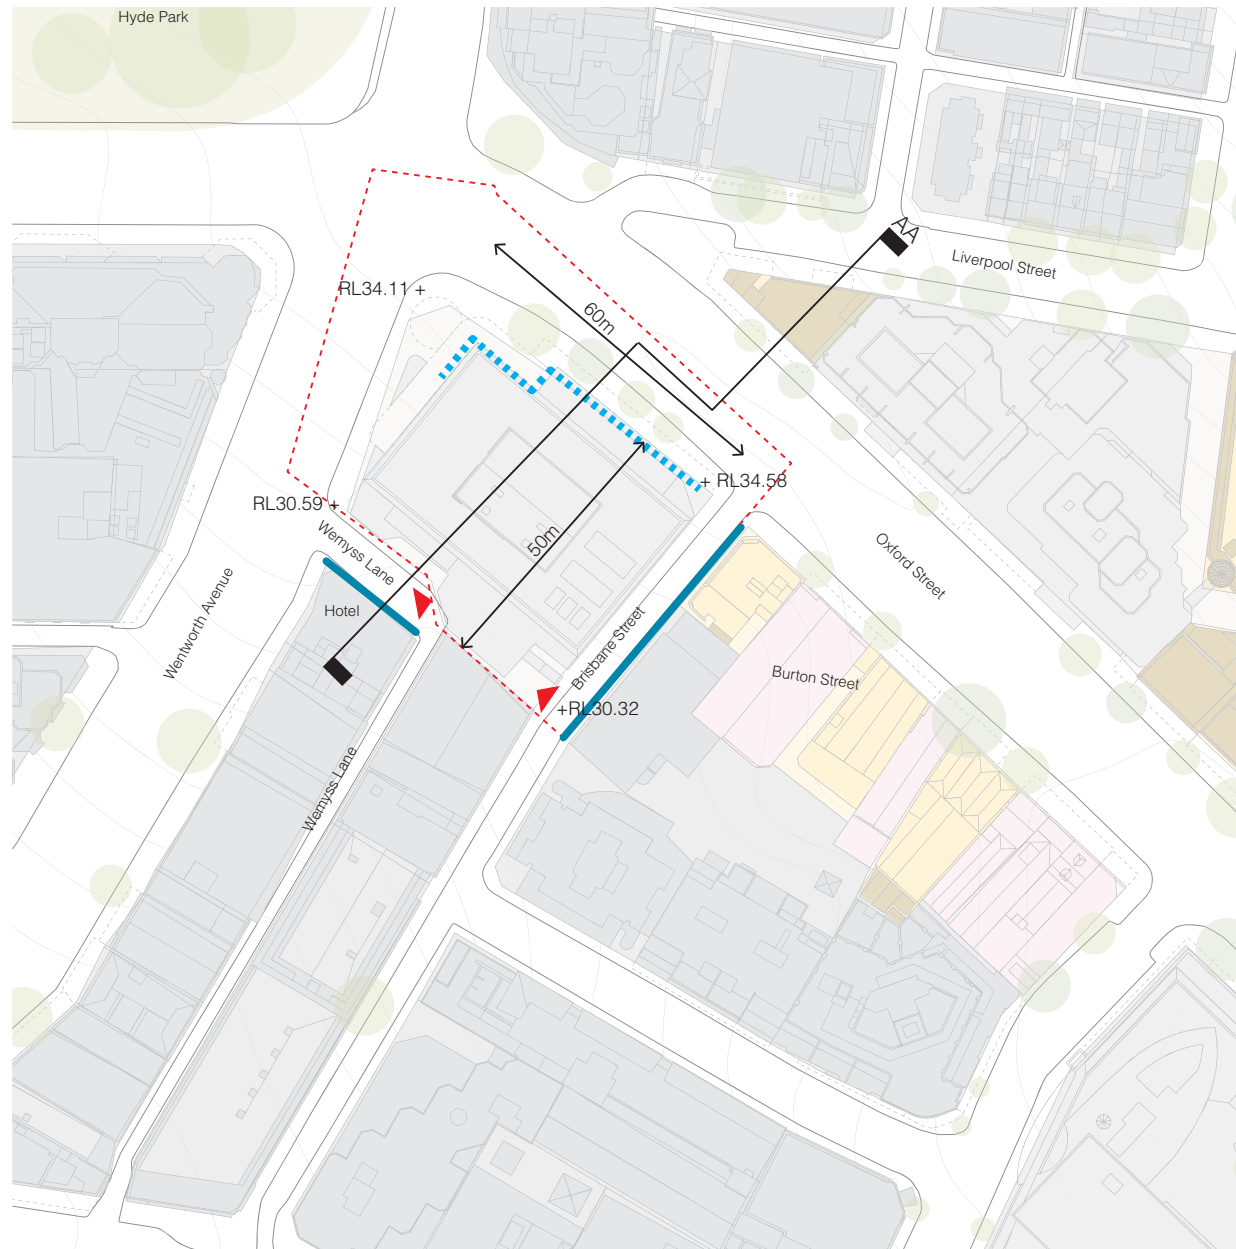 Hyde Park
AA
Liverpool Street
RL34.11 +
60m
+ RL34.58
RL30.59 +
50m
Wemyss Lane
Oxford Street
Wentworth Avenue
Hotel
Brisbane Street
Burton Street
+RL30.32
Wemyss Lane